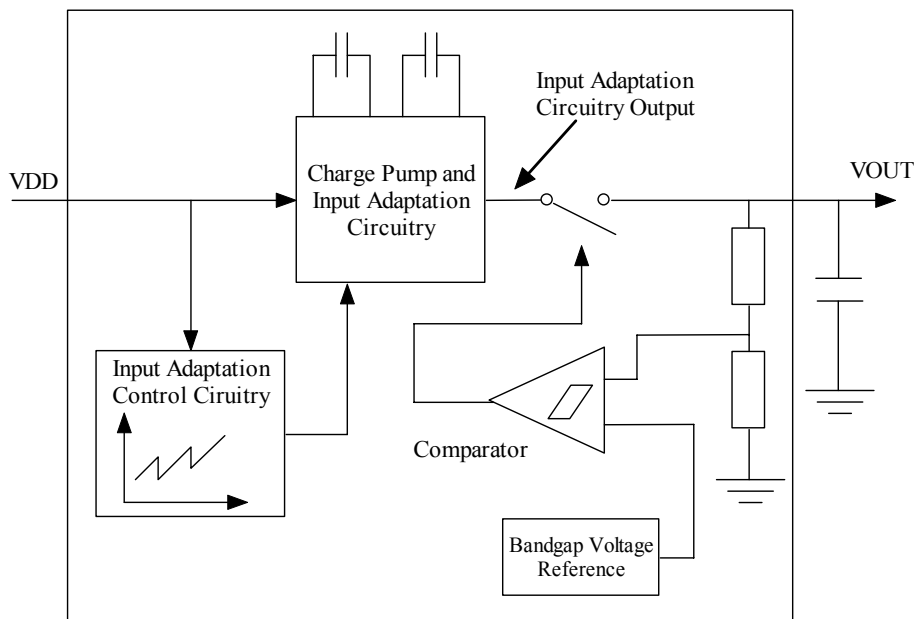 Input Adaptation
Circuitry Output
VDD
Charge Pump and
Input Adaptation
Circuitry
VOUT
Input Adaptation
Control Ciruitry
Comparator
Bandgap Voltage
Reference